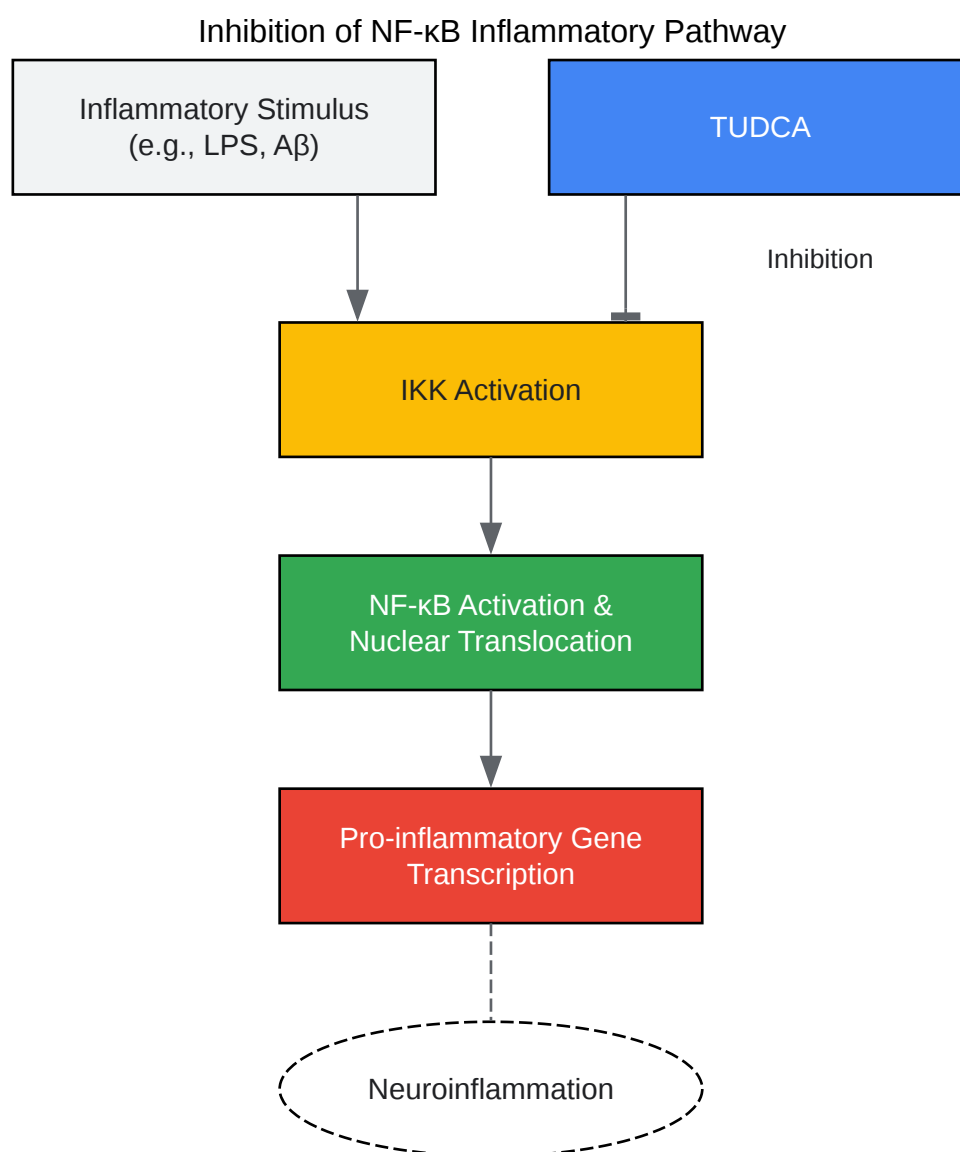 Inhibition of NF-κB Inflammatory Pathway
Inflammatory Stimulus
(e.g., LPS, Aβ)
TUDCA
Inhibition
IKK Activation
NF-κB Activation &
Nuclear Translocation
Pro-inflammatory Gene
Transcription
Neuroinflammation